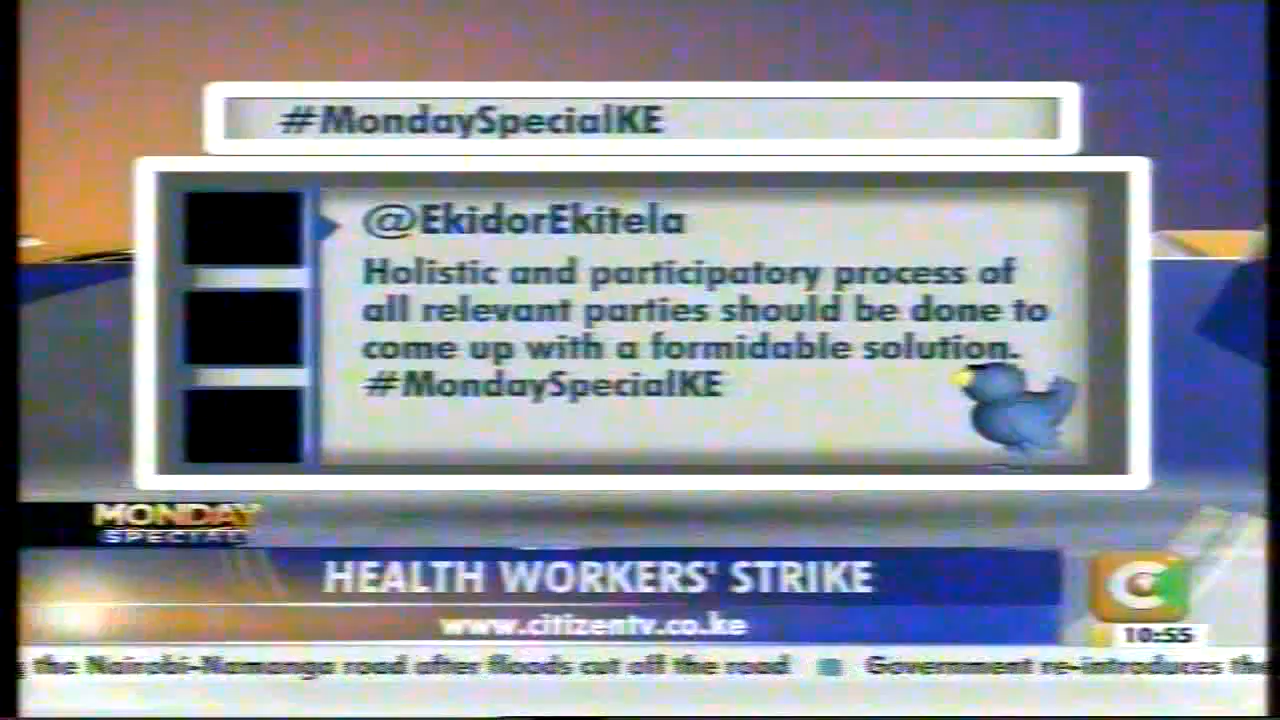 #MondaySpecialKE
@EkidorEkitela
Holistic and participatory process of
all relevant parties should be done to
come up with a formidable solution.
#MondaySpecialKE
MONDAY
SPECIAL
HEALTH WORKERS' STRIKE
www.citizentv.co.ke
C
10:55
the Nairobi-Namanga road after floods cut off the road Government re-introduces the